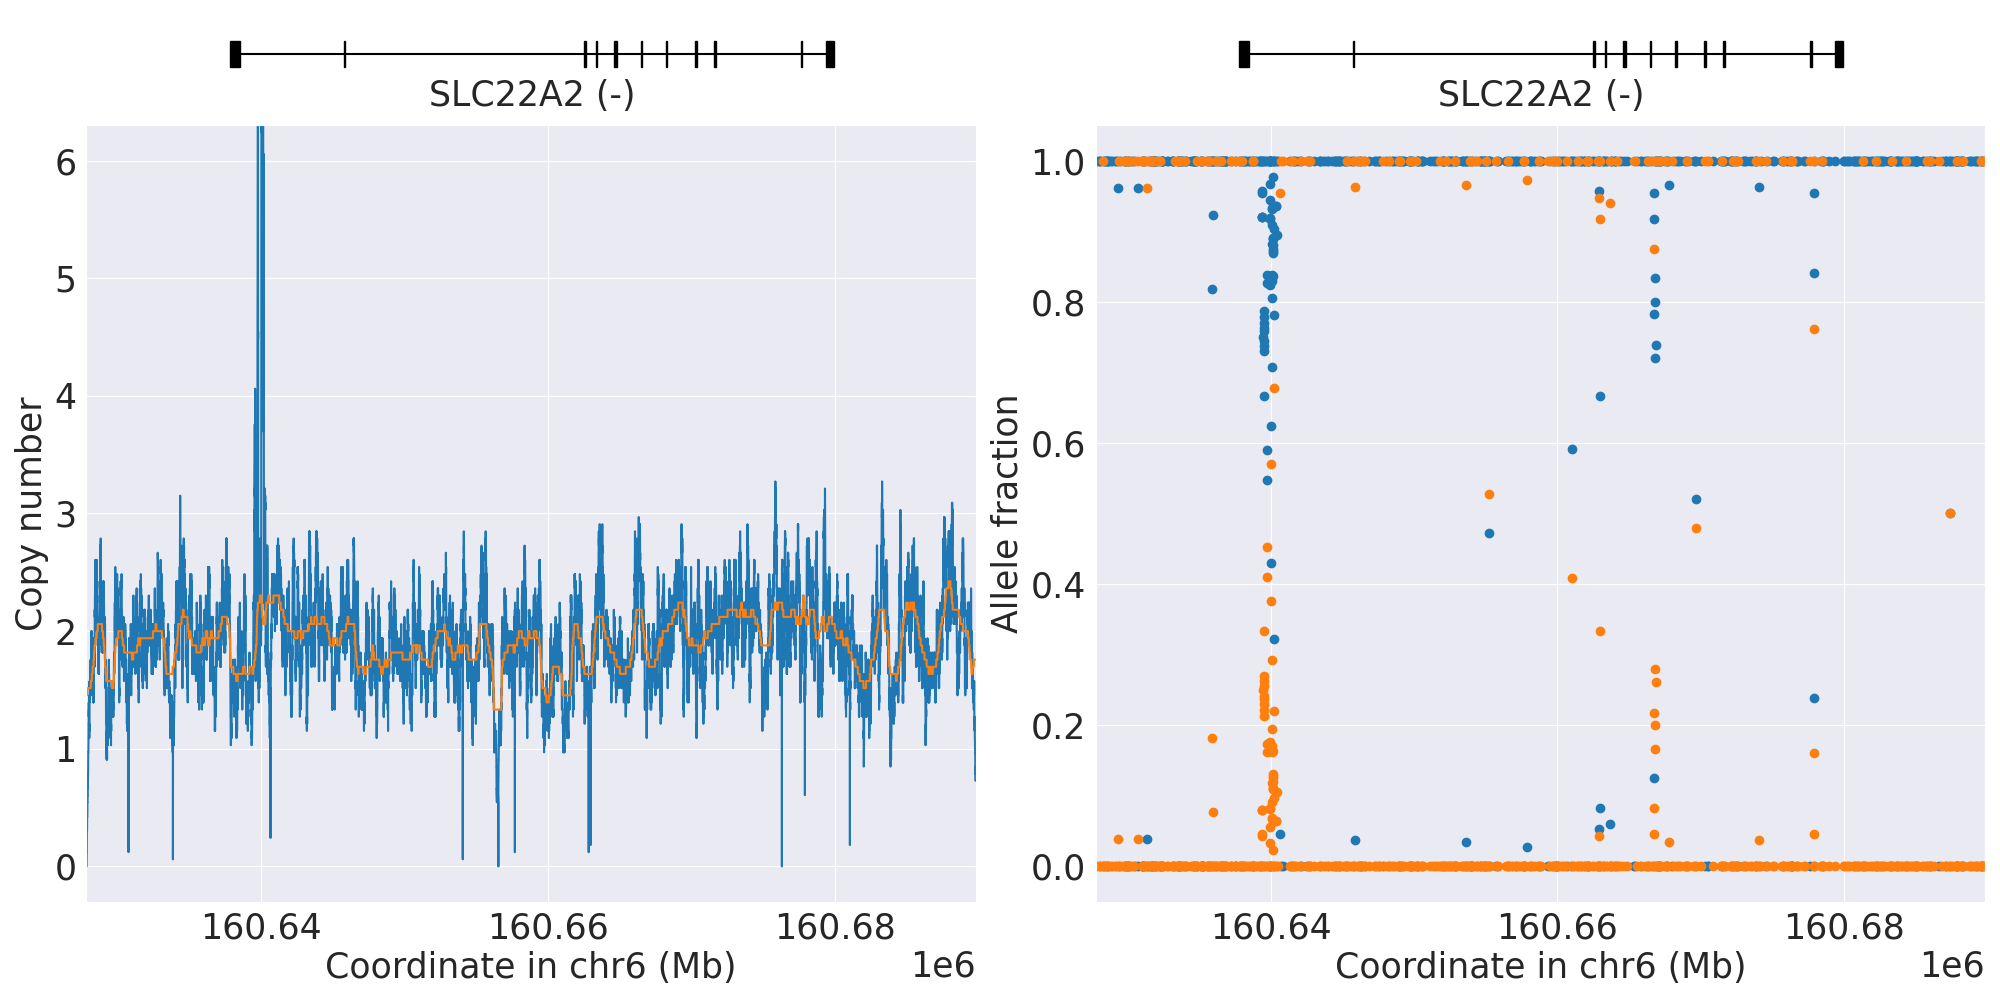 SLC22A2 (-)
SLC22A2 (-)
Copy number
6
5
4
3
2
1
0
160.64
160.66
160.68
Coordinate in chr6 (Mb)
1e6
Allele fraction
1.0
0.8
0.6
0.4
0.2
0.0
160.64
160.66
160.68
Coordinate in chr6 (Mb)
1e6